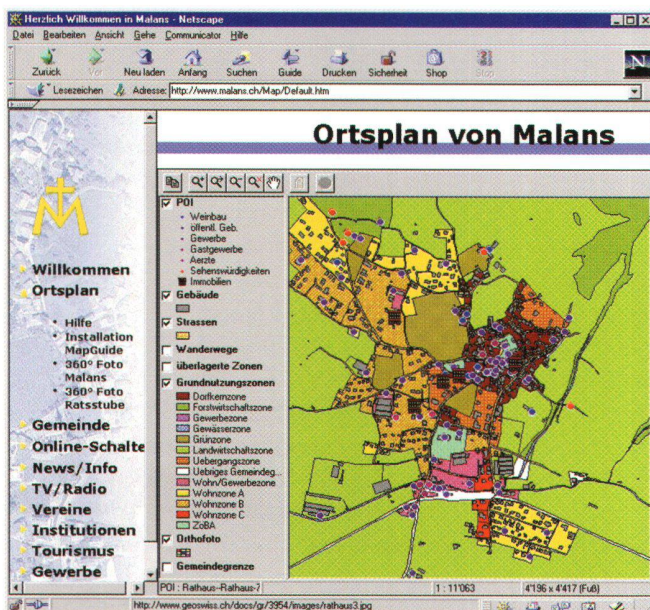 Herzlich Willkommen in Malans - Netscape
Datei Bearbeiten Ansicht Gehe Communicator Hilfe
Zurück Vor Neu laden Anfang Suchen Guide Drucken Sicherheit Shop Stop
N
Lesezeichen Adresse: http://www.malans.ch/Map/Default.htm
Ortsplan von Malans
Willkommen
Ortsplan
• Hilfe
• Installation
MapGuide
• 360° Foto
Malans
• 360° Foto
Ratsstube
Gemeinde
Online-Schalte
News/Info
TV/Radio
Vereine
Institutionen
Tourismus
Gewerbe
POI
Weinbau
öffentl. Geb.
Gewerbe
Gastgewerbe
Aerzte
Sehenswürdigkeiten
Immobilien
Gebäude
Strassen
Wanderwege
überlagerte Zonen
Grundnutzungszonen
Dorfkernzone
Forstwirtschaftszone
Gewerbezone
Gewässerzone
Grünzone
Landwirtschaftszone
Uebergangszone
Uebriges Gemeindeg...
Wohn/Gewerbezone
Wohnzone A
Wohnzone B
Wohnzone C
ZöBA
Orthofoto
Gemeindegrenze
POI : Rathaus--Rathaus-? 1 : 11'063 4'196 x 4'417 (Fuß)
http://www.geoswiss.ch/docs/gr/3954/images/rathaus3.jpg